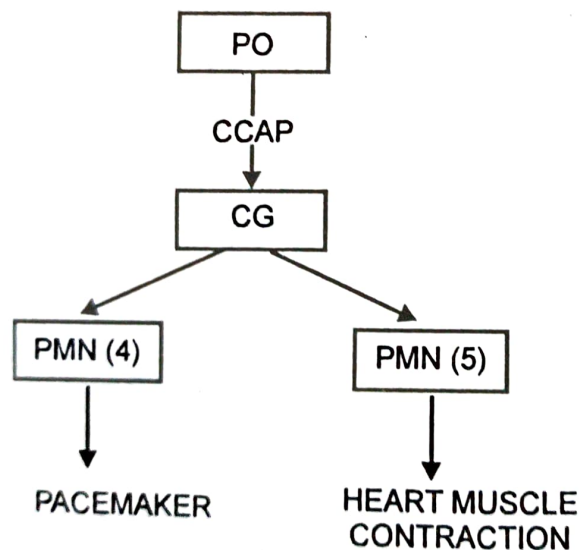 PO
CCAP
CG
PMN (4)
PMN (5)
PACEMAKER
HEART MUSCLE
CONTRACTION